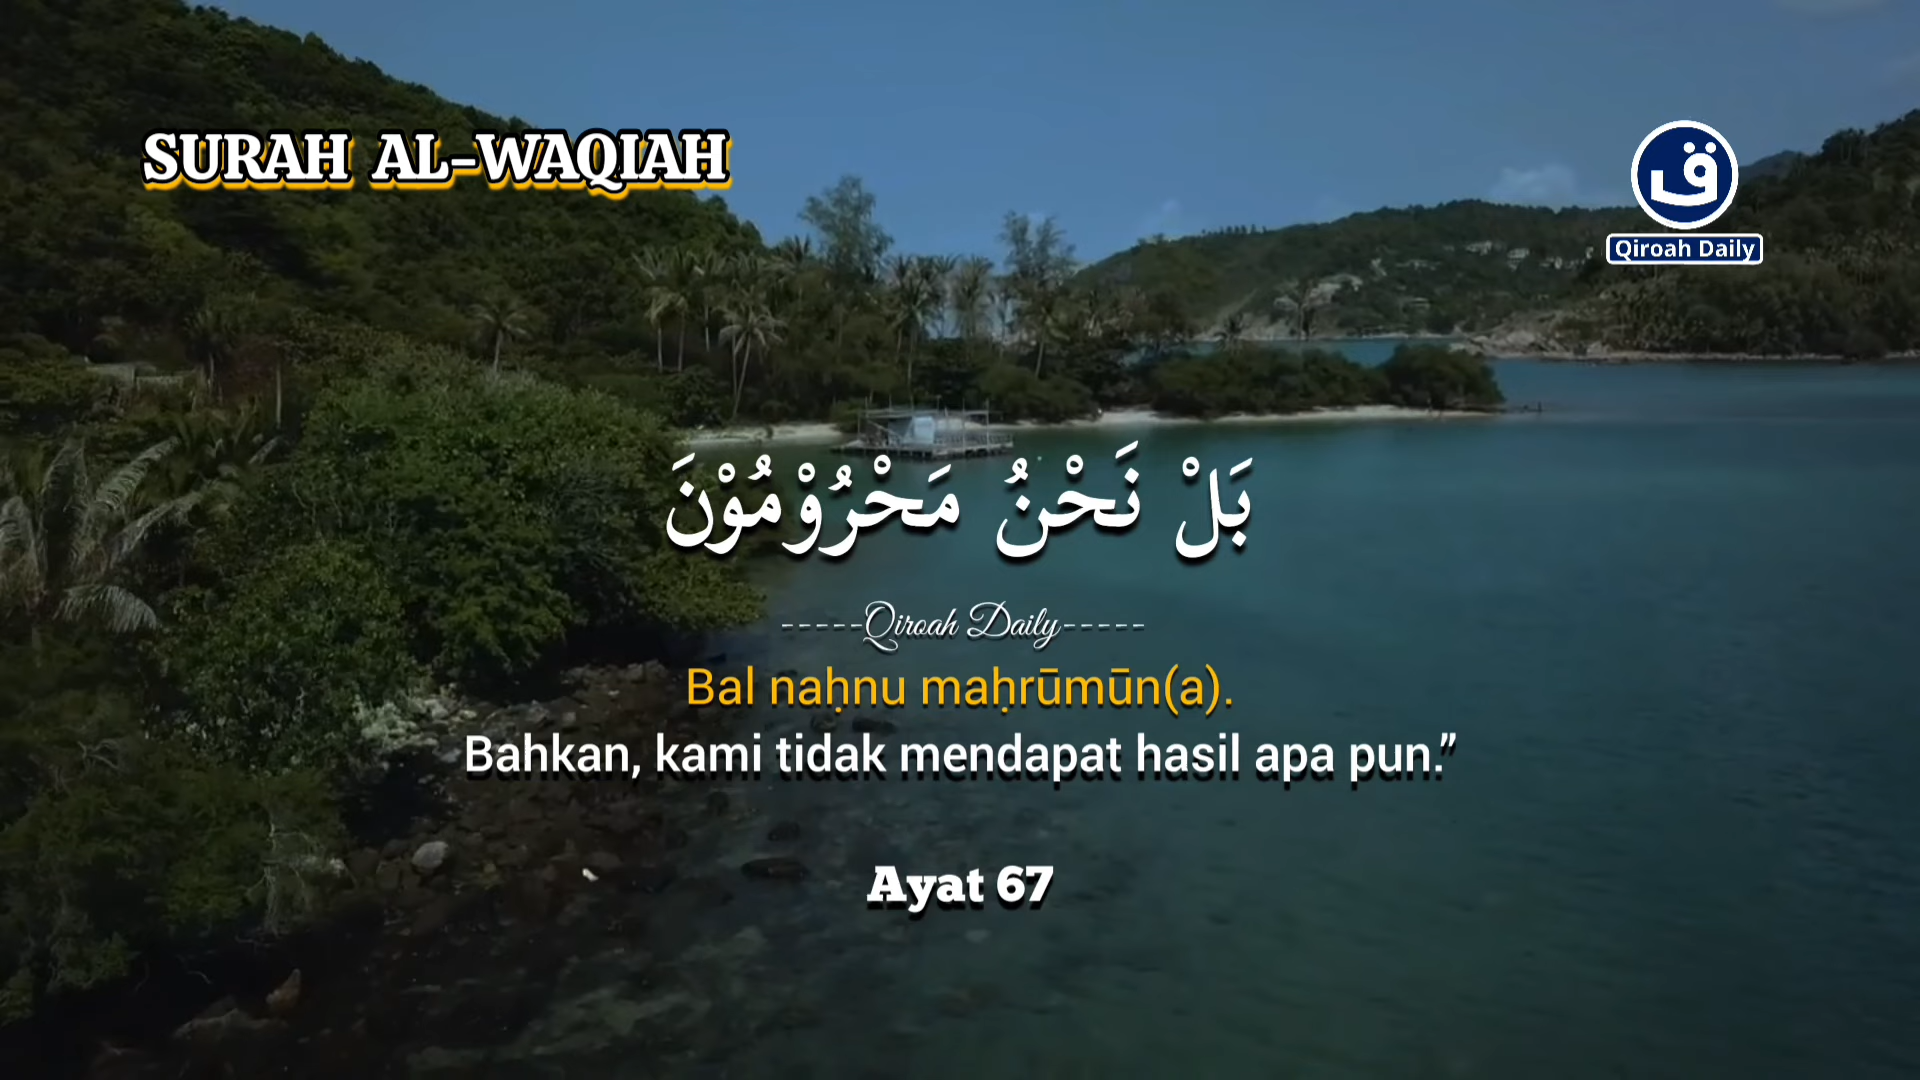 SURAH AL-WAQIAH
ق
Qiroah Daily
بَلْ نَحْنُ مَحْرُوْمُوْنَ
-----Qiroah Daily-----
Bal naḥnu maḥrūmūn(a).
Bahkan, kami tidak mendapat hasil apa pun.”
Ayat 67